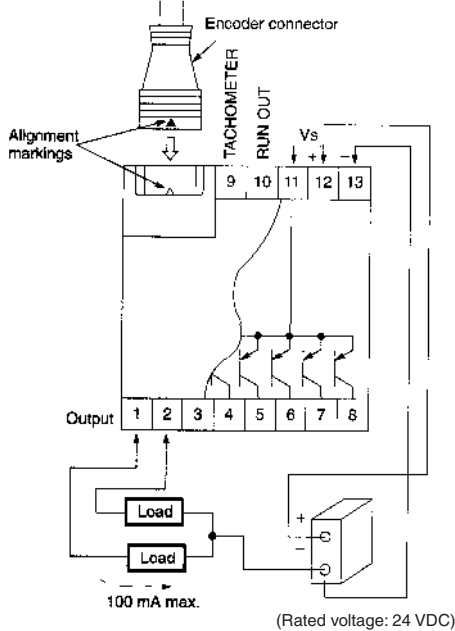 Encoder connector
TACHOMETER
RUN OUT
Vs
Alignment
markings
+ −
9 10 11 12 13
Output 1 2 3 4 5 6 7 8
Load
+
−
Load
100 mA max.
(Rated voltage: 24 VDC)